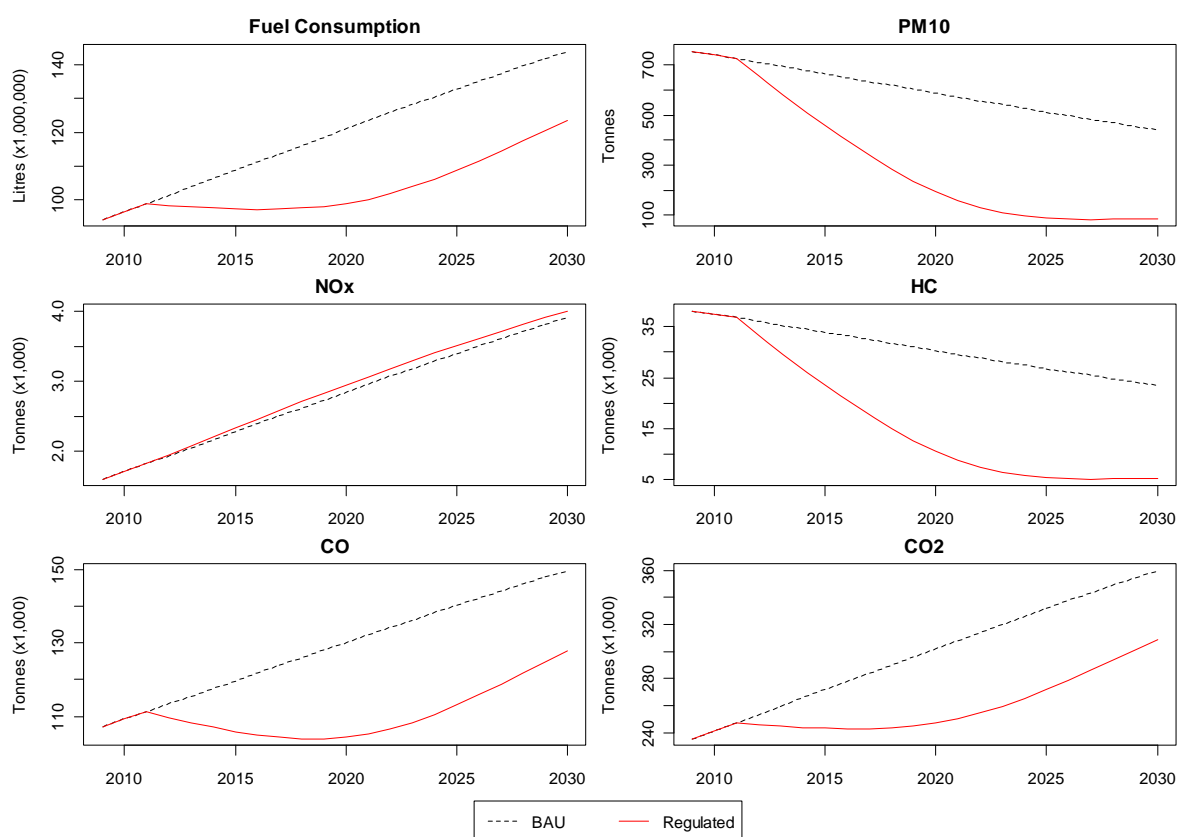 Fuel Consumption
Litres (x1,000,000)
140
120
100
2010 2015 2020 2025 2030
PM10
Tonnes
700
500
300
100
2010 2015 2020 2025 2030
NOx
Tonnes (x1,000)
4.0
3.0
2.0
2010 2015 2020 2025 2030
HC
Tonnes (x1,000)
35
25
15
5
2010 2015 2020 2025 2030
CO
Tonnes (x1,000)
150
130
110
2010 2015 2020 2025 2030
CO2
Tonnes (x1,000)
360
320
280
240
2010 2015 2020 2025 2030
BAU Regulated